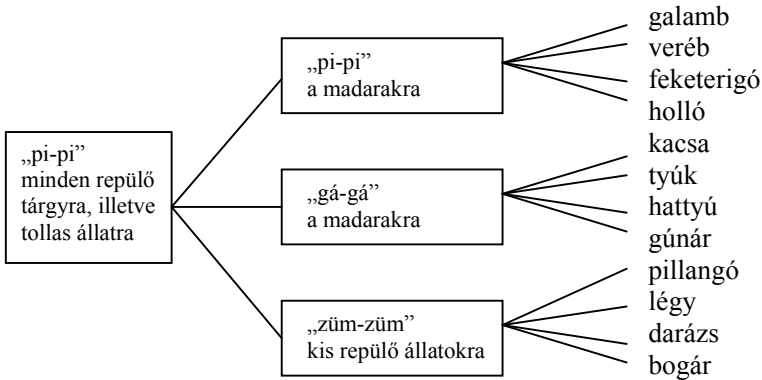 „pi-pi”
minden repülő
tárgyra, illetve
tollas állatra
„pi-pi”
a madarakra
„gá-gá”
a madarakra
„züm-züm”
kis repülő állatokra
galamb
veréb
feketerigó
holló
kacsa
tyúk
hattyú
gúnár
pillangó
légy
darázs
bogár